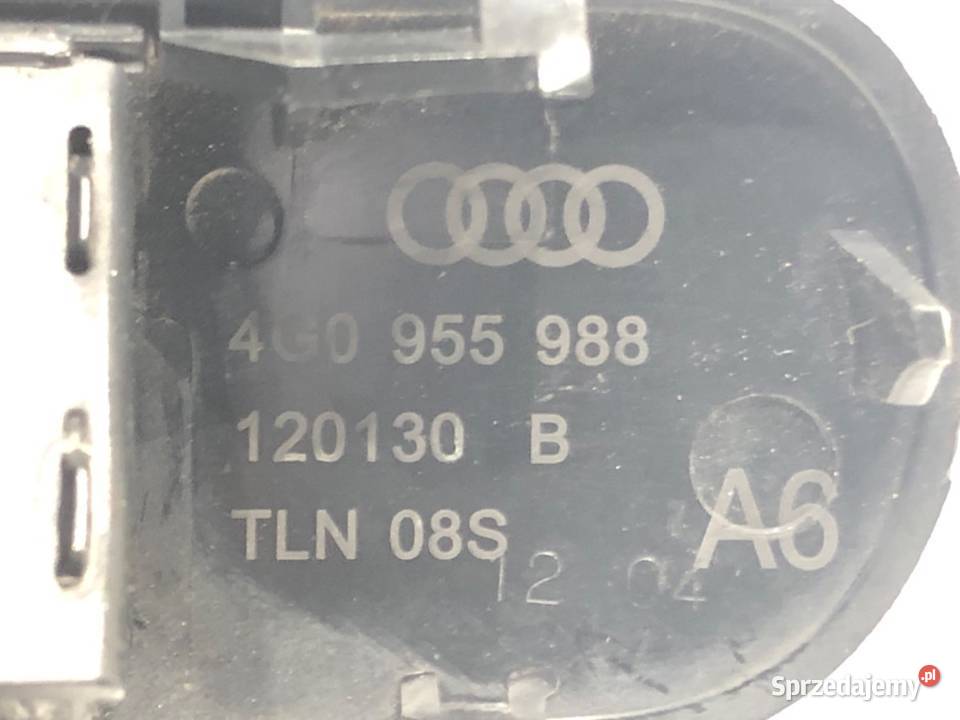 4G0 955 988
120130 B
TLN 08S
A6
12 04
Sprzedajemy.pl